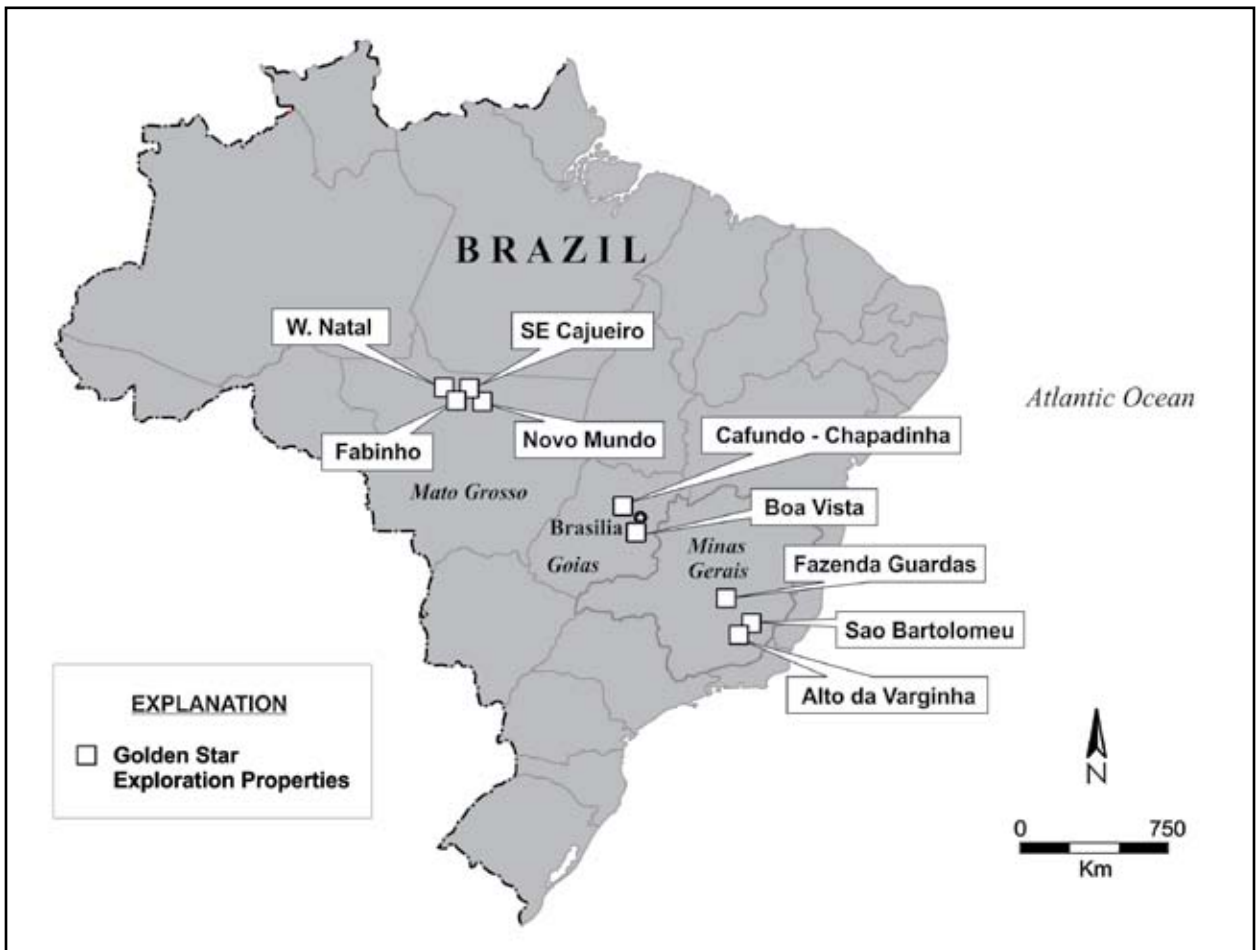 BRAZIL
W. Natal
SE Cajueiro
Fabinho
Novo Mundo
Atlantic Ocean
Cafundo - Chapadinha
Mato Grosso
Boa Vista
Brasilia
Minas
Gerais
Goias
Fazenda Guardas
Sao Bartolomeu
Alto da Varginha
EXPLANATION
Golden Star
Exploration Properties
N
0 750
Km